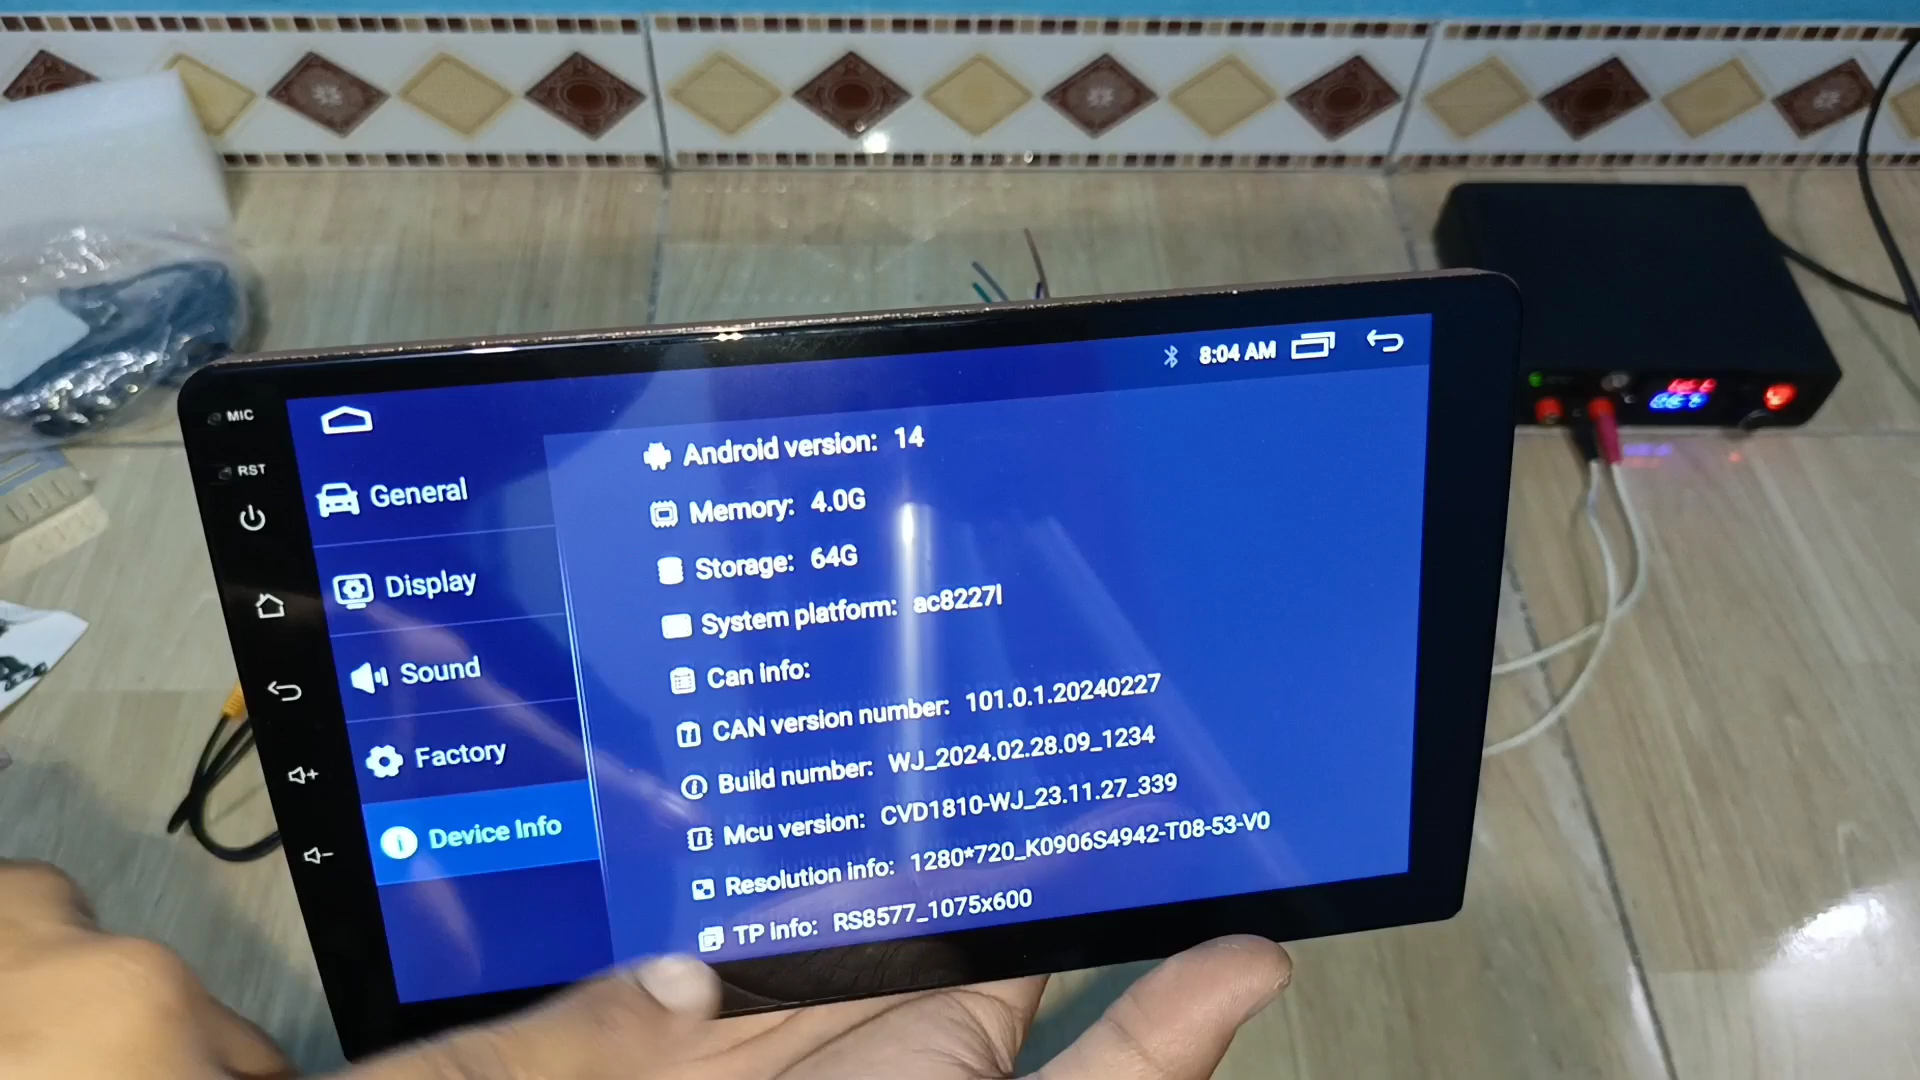 MIC
RST
8:04 AM
General
Display
Sound
Factory
Device Info
Android version: 14
Memory: 4.0G
Storage: 64G
System platform: ac8227l
Can info:
CAN version number: 101.0.1.20240227
Build number: WJ_2024.02.28.09_1234
Mcu version: CVD1810-WJ_23.11.27_339
Resolution info: 1280*720_K0906S4942-T08-53-V0
TP info: RS8577_1075x600